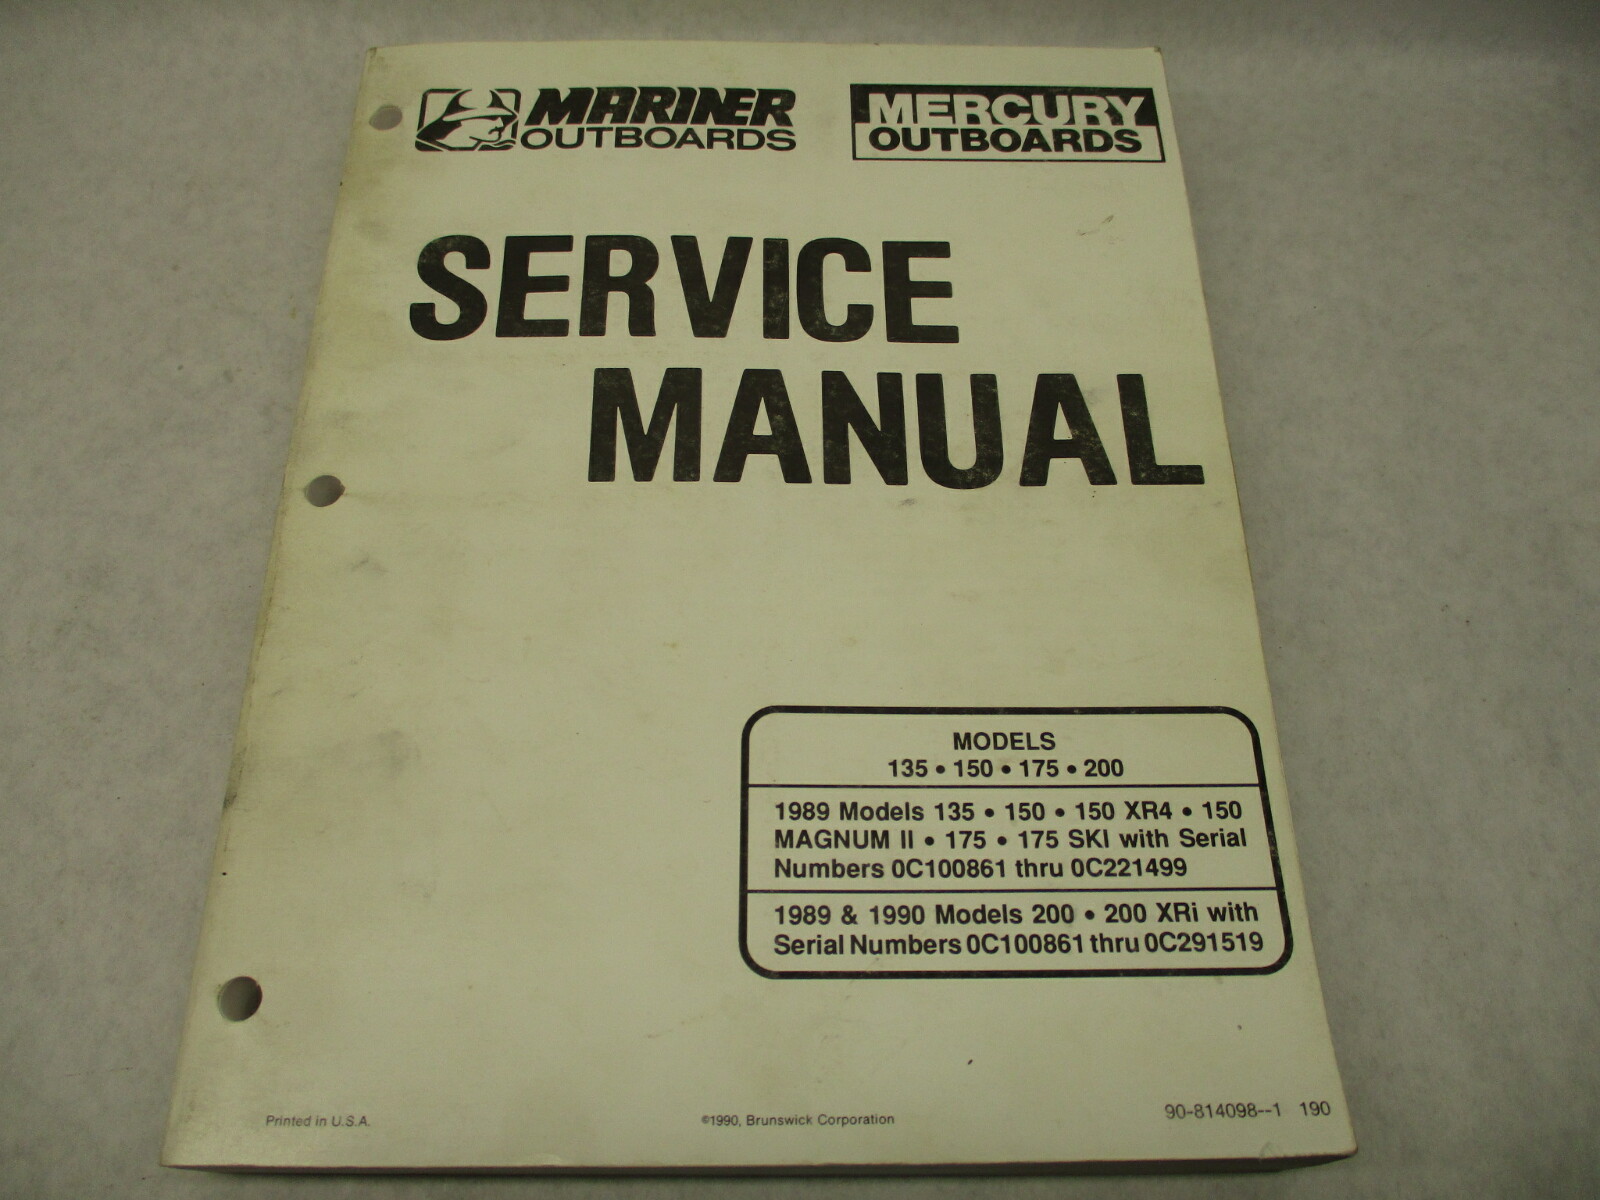 MARINER
OUTBOARDS
MERCURY
OUTBOARDS
SERVICE
MANUAL
MODELS
135 • 150 • 175 • 200
1989 Models 135 • 150 • 150 XR4 • 150
MAGNUM II • 175 • 175 SKI with Serial
Numbers 0C100861 thru 0C221499
1989 & 1990 Models 200 • 200 XRi with
Serial Numbers 0C100861 thru 0C291519
Printed in U.S.A.
©1990, Brunswick Corporation
90-814098--1 190